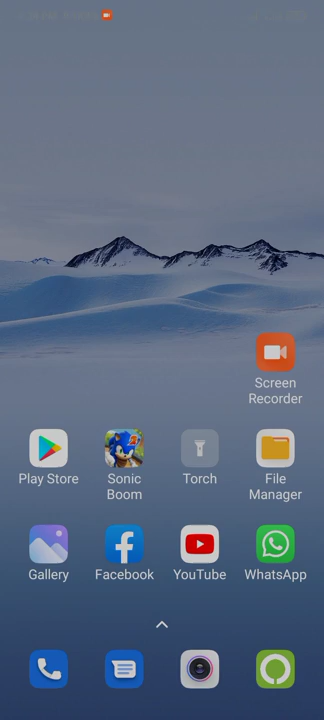 Screen
Recorder
Play Store
Sonic
Boom
Torch
File
Manager
Gallery
Facebook
YouTube
WhatsApp